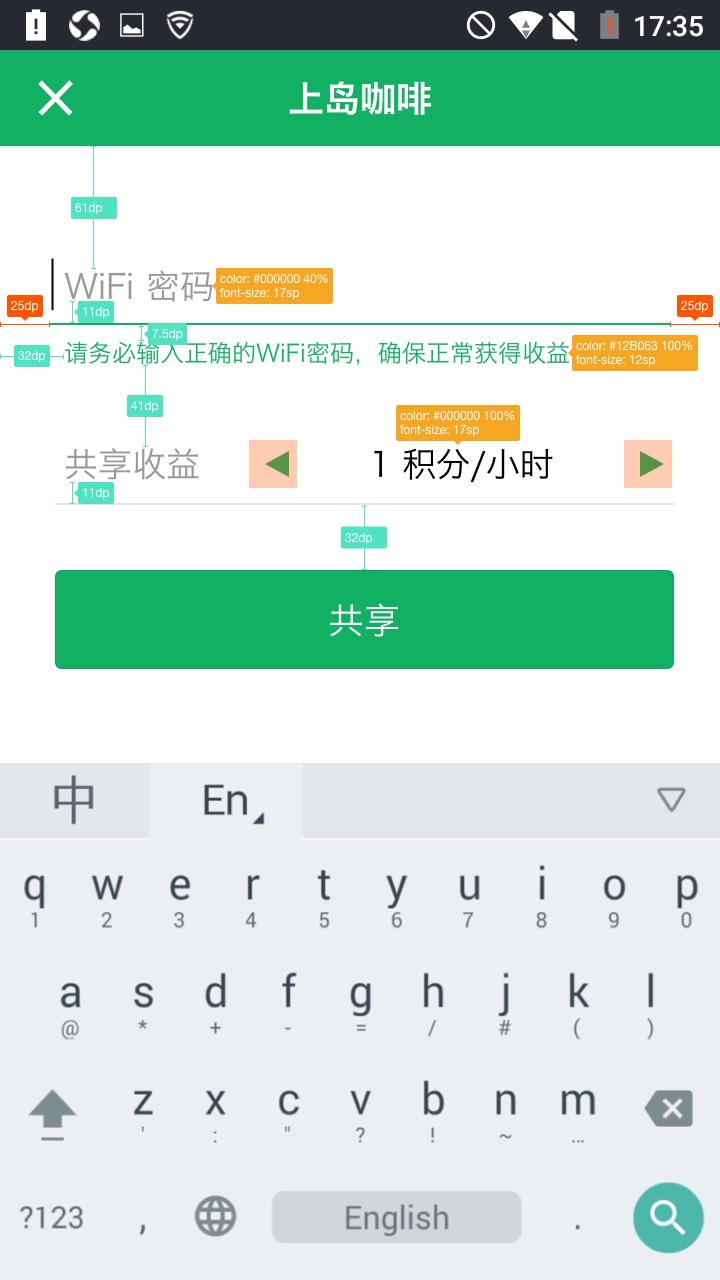 17:35
上岛咖啡
61dp
WiFi 密码
color: #000000 40%
font-size: 17sp
25dp
11dp
25dp
7.5dp
32dp
请务必输入正确的WiFi密码，确保正常获得收益
color: #12B063 100%
font-size: 12sp
41dp
color: #000000 100%
font-size: 17sp
共享收益
1 积分/小时
11dp
32dp
共享
中
En
q w e r t y u i o p
1 2 3 4 5 6 7 8 9 0
a s d f g h j k l
@ * + - = / # ( )
z x c v b n m
' : " ? ! ~ ...
?123 , English .